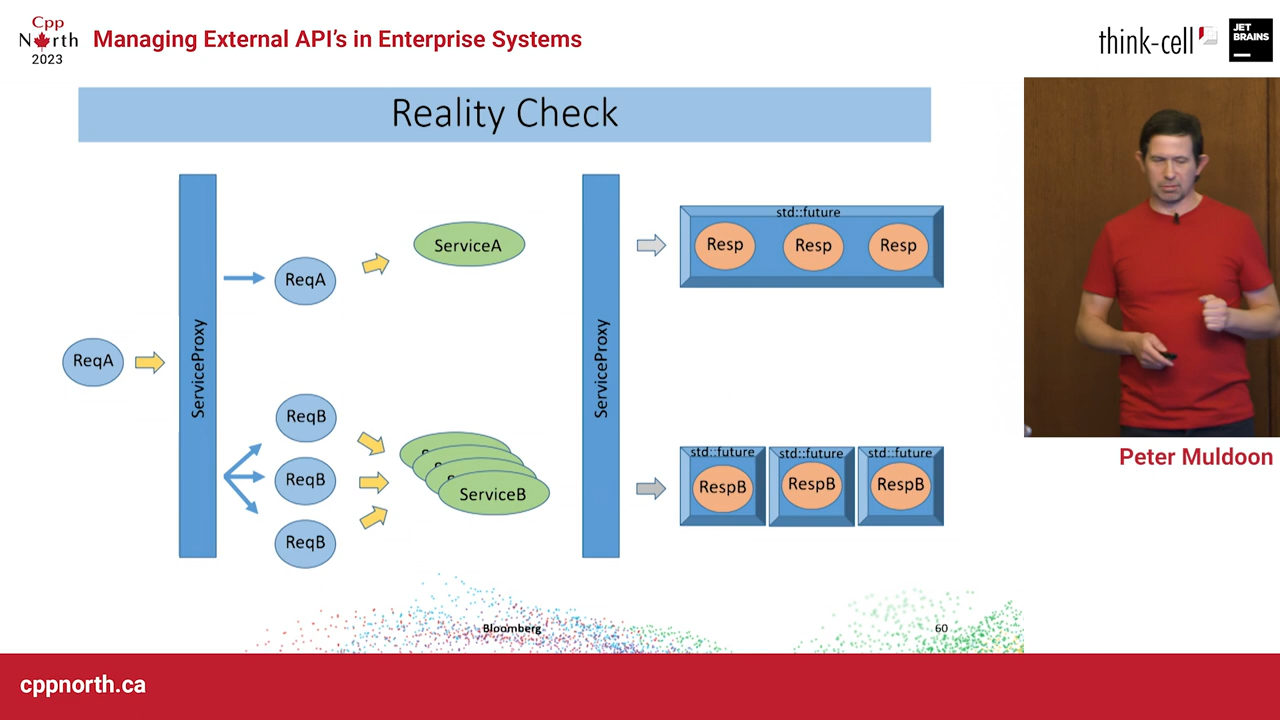 Cpp
North
2023
Managing External API's in Enterprise Systems
think-cell
JET
BRAINS
Reality Check
ServiceProxy
ReqA
ReqA
ServiceA
ReqB
ReqB
ReqB
ServiceB
ServiceProxy
std::future
Resp
Resp
Resp
std::future
std::future
std::future
RespB
RespB
RespB
Bloomberg
60
Peter Muldoon
cppnorth.ca